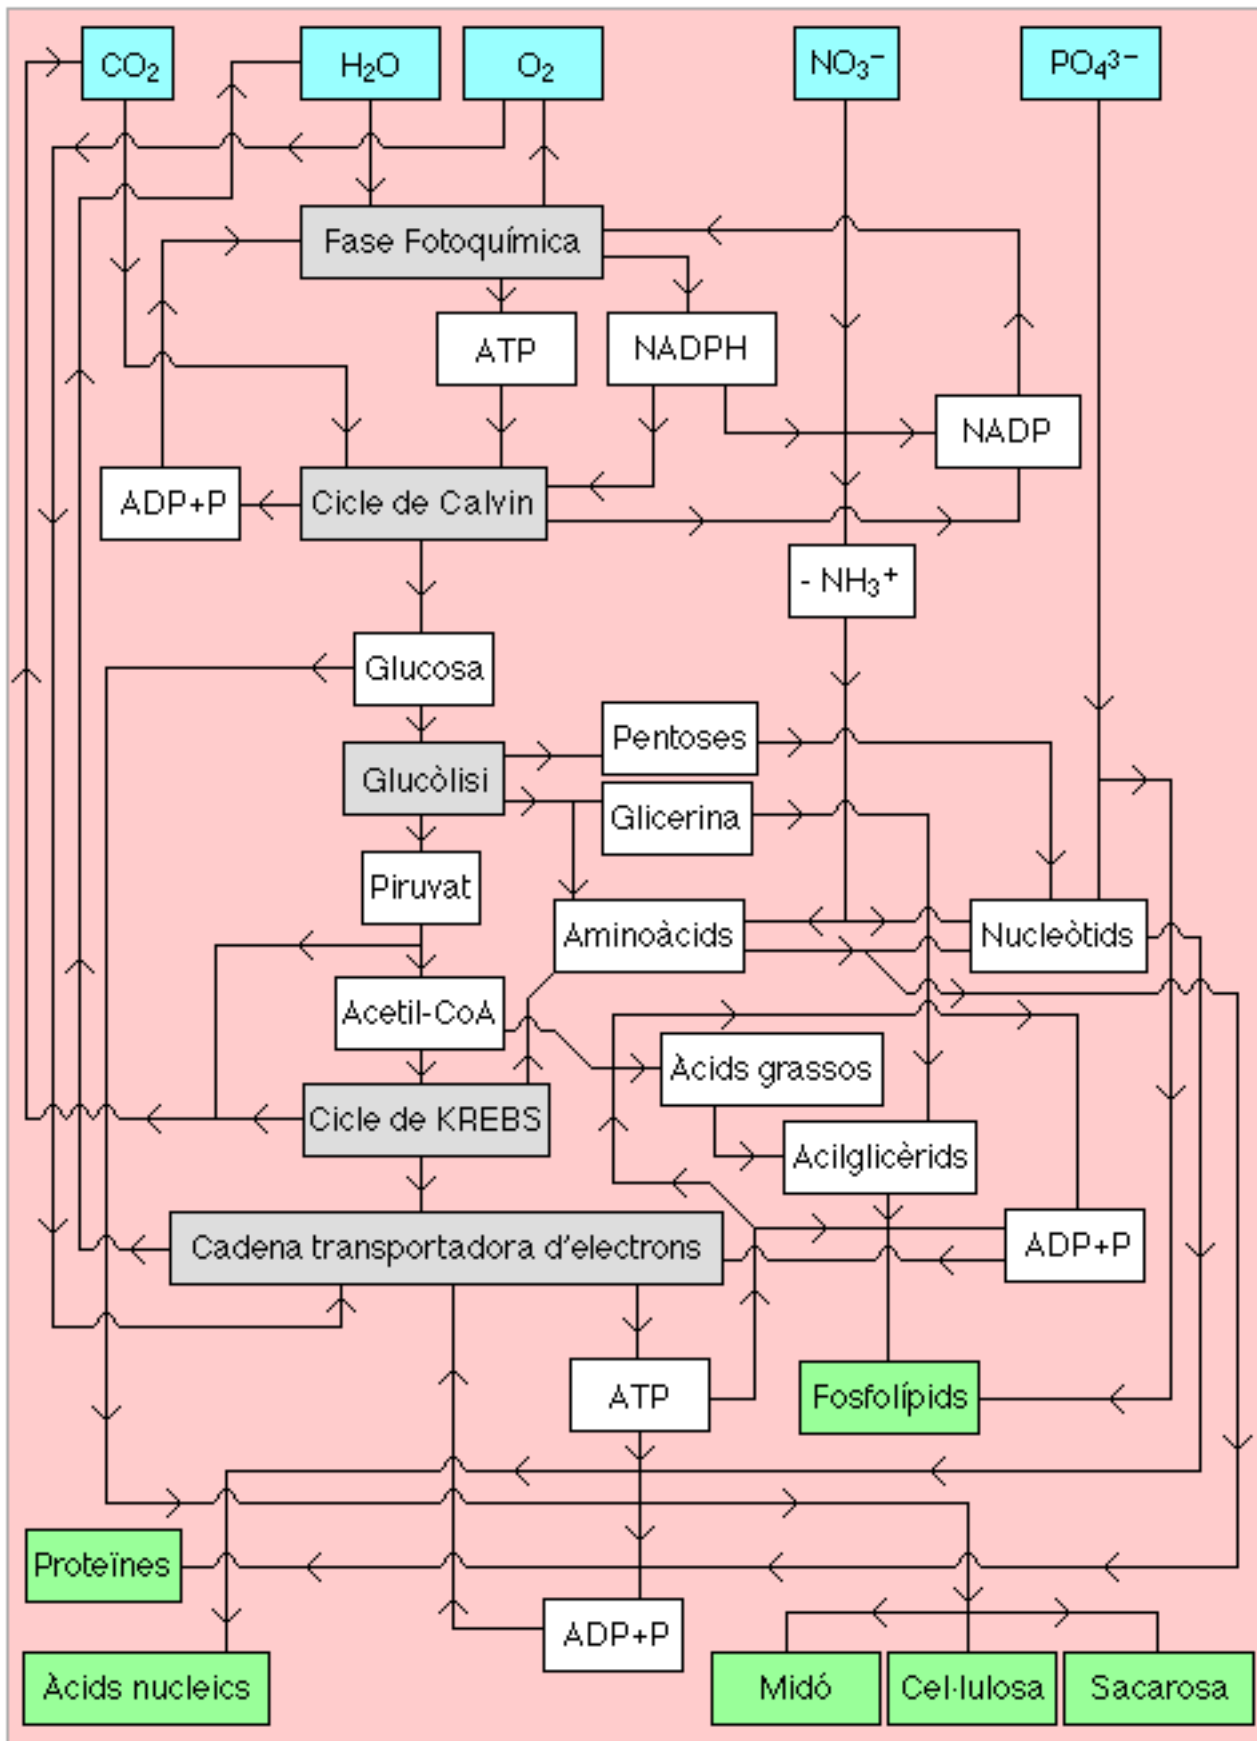 CO₂
H₂O
O₂
NO₃⁻
PO₄³⁻
Fase Fotoquímica
ATP
NADPH
NADP
ADP+P
Cicle de Calvin
- NH₃⁺
Glucosa
Pentoses
Glucòlisi
Glicerina
Piruvat
Aminoàcids
Nucleòtids
Acetil-CoA
Àcids grassos
Cicle de KREBS
Acilglicèrids
Cadena transportadora d'electrons
ADP+P
ATP
Fosfolípids
Proteïnes
ADP+P
Àcids nucleics
Midó
Cel·lulosa
Sacarosa